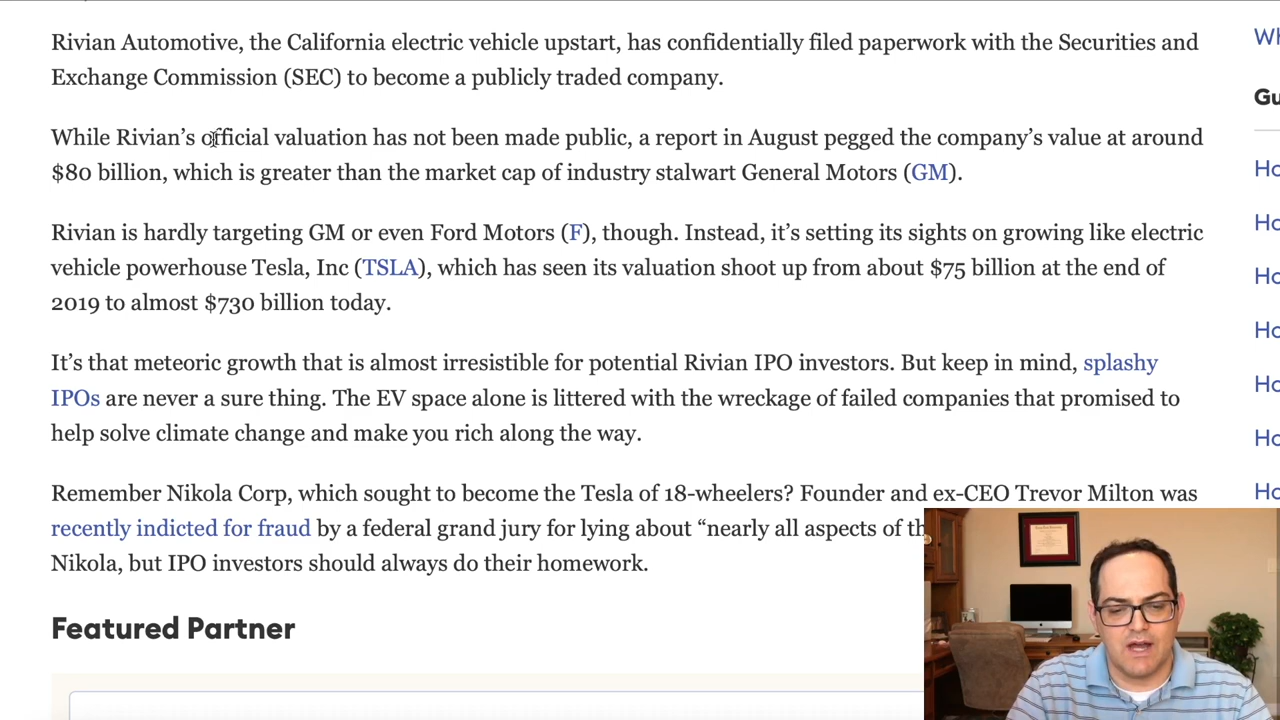 Rivian Automotive, the California electric vehicle upstart, has confidentially filed paperwork with the Securities and
Exchange Commission (SEC) to become a publicly traded company.
While Rivian’s official valuation has not been made public, a report in August pegged the company’s value at around
$80 billion, which is greater than the market cap of industry stalwart General Motors (GM).
Rivian is hardly targeting GM or even Ford Motors (F), though. Instead, it’s setting its sights on growing like electric
vehicle powerhouse Tesla, Inc (TSLA), which has seen its valuation shoot up from about $75 billion at the end of
2019 to almost $730 billion today.
It’s that meteoric growth that is almost irresistible for potential Rivian IPO investors. But keep in mind, splashy
IPOs are never a sure thing. The EV space alone is littered with the wreckage of failed companies that promised to
help solve climate change and make you rich along the way.
Remember Nikola Corp, which sought to become the Tesla of 18-wheelers? Founder and ex-CEO Trevor Milton was
recently indicted for fraud by a federal grand jury for lying about “nearly all aspects of
Nikola, but IPO investors should always do their homework.
Featured Partner